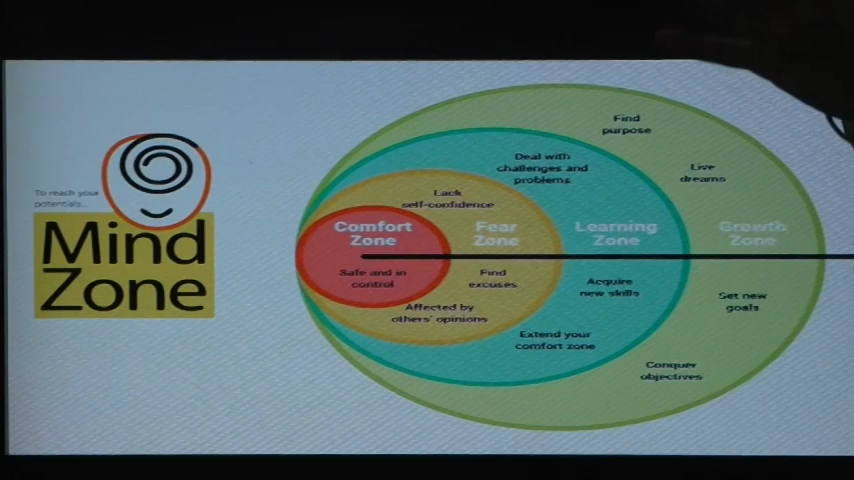 To reach your
potentials...
Mind
Zone
Comfort
Zone
Safe and in
control
Lack
self-confidence
Fear
Zone
Find
excuses
Affected by
others' opinions
Deal with
challenges and
problems
Learning
Zone
Acquire
new skills
Extend your
comfort zone
Find
purpose
Live
dreams
Growth
Zone
Set new
goals
Conquer
objectives